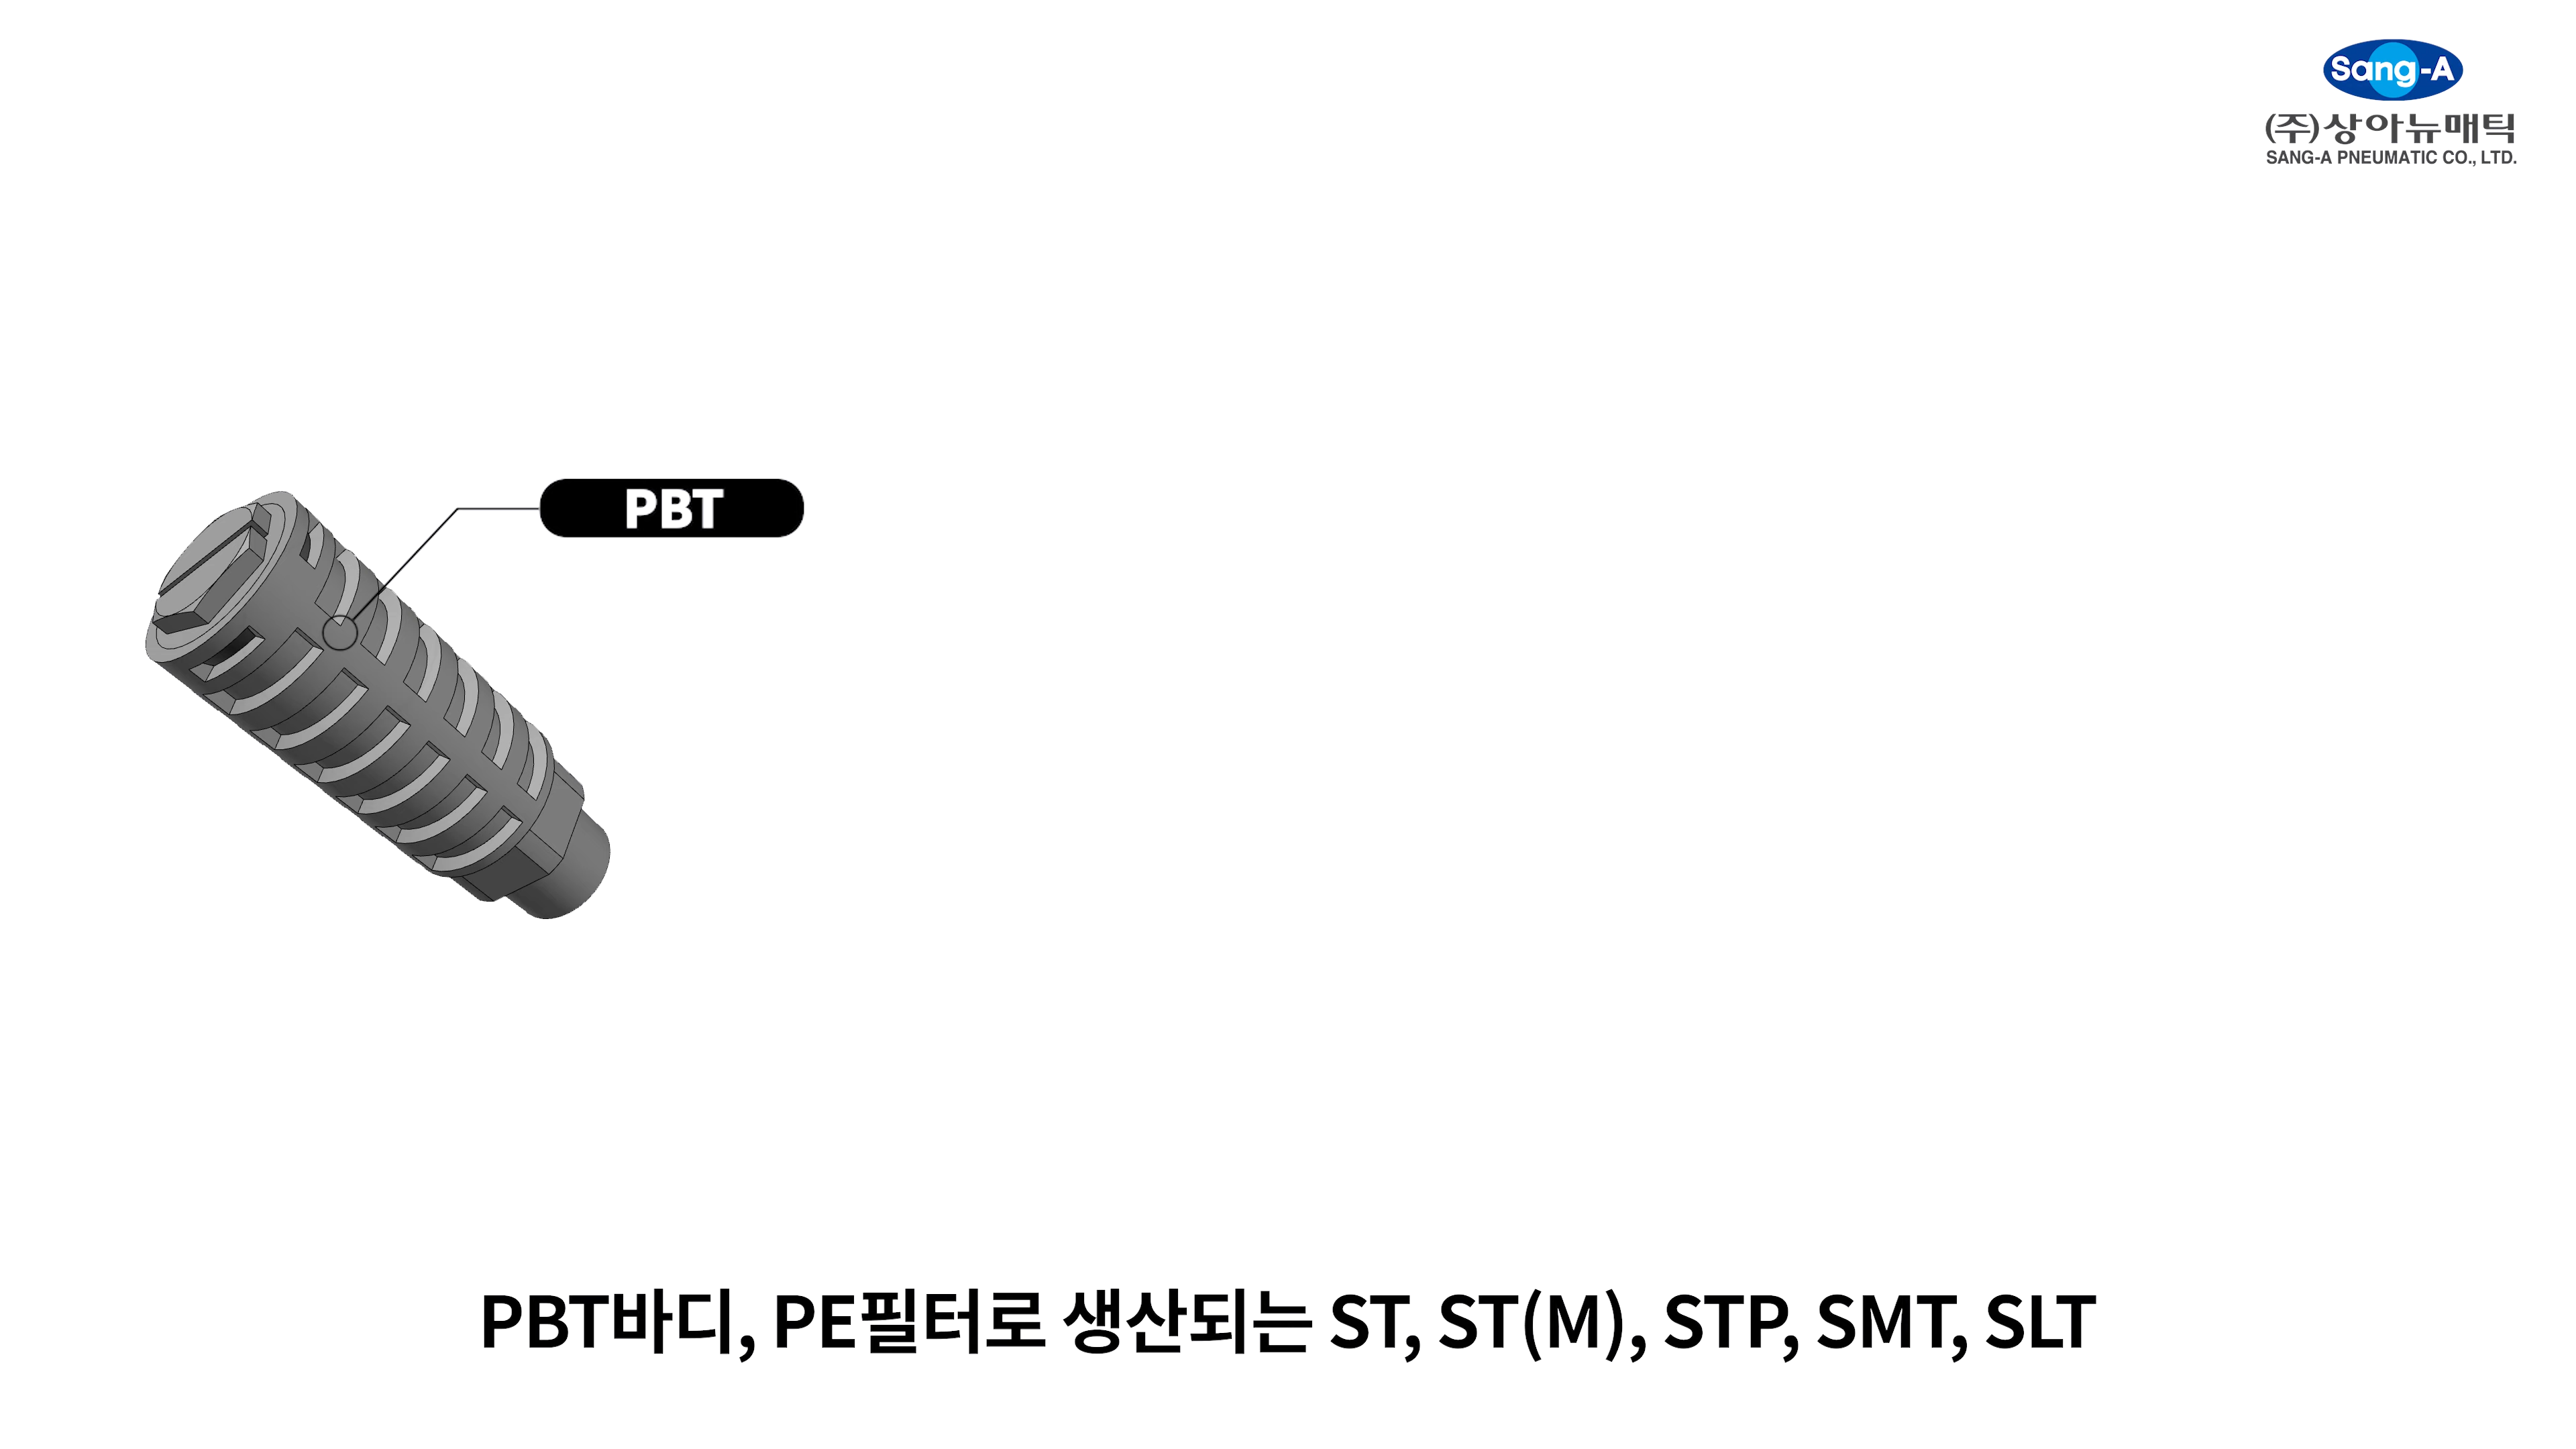 Sang-A
(주)상아뉴매틱
SANG-A PNEUMATIC CO., LTD.
PBT
PBT바디, PE필터로 생산되는 ST, ST(M), STP, SMT, SLT